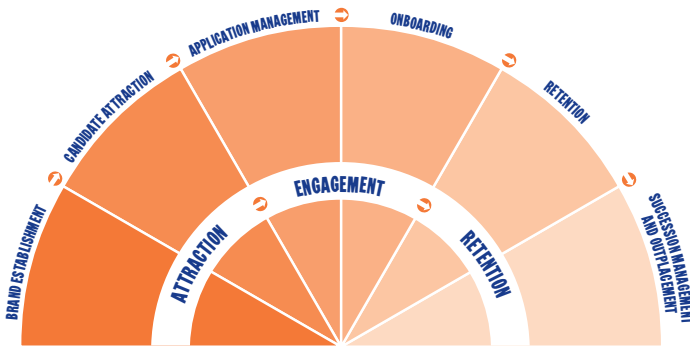 BRAND ESTABLISHMENT
CANDIDATE ATTRACTION
APPLICATION MANAGEMENT
ONBOARDING
RETENTION
SUCCESSION MANAGEMENT
AND OUTPLACEMENT
ATTRACTION
ENGAGEMENT
RETENTION